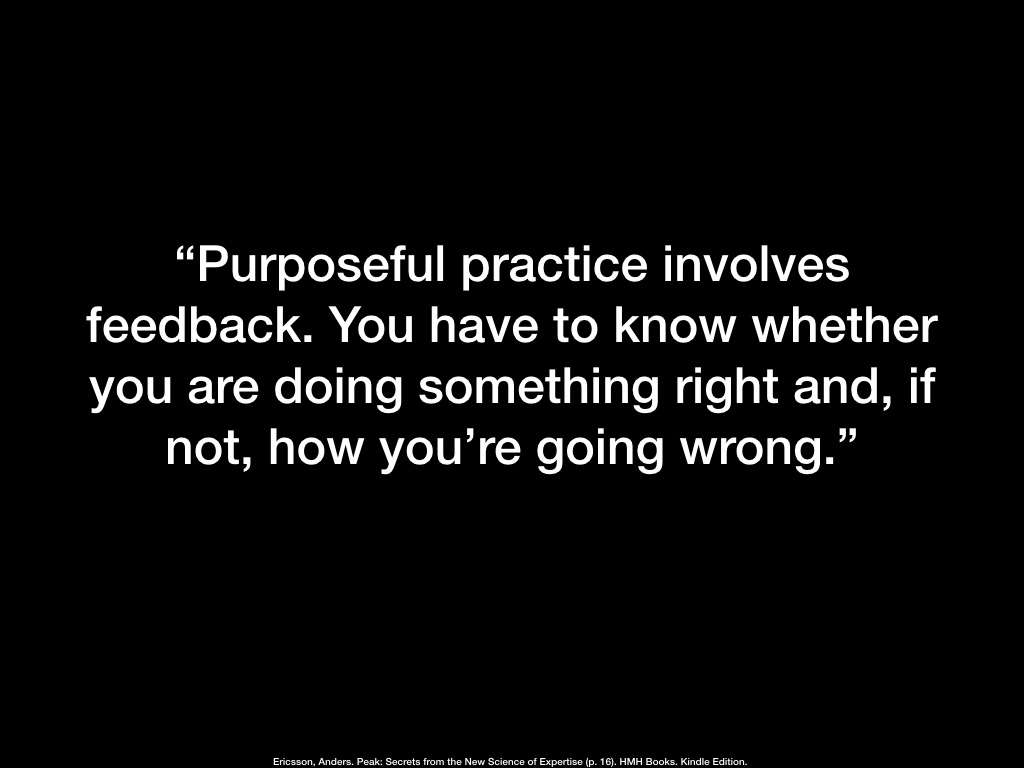 “Purposeful practice involves
feedback. You have to know whether
you are doing something right and, if
not, how you’re going wrong.”
Ericsson, Anders. Peak: Secrets from the New Science of Expertise (p. 16). HMH Books. Kindle Edition.